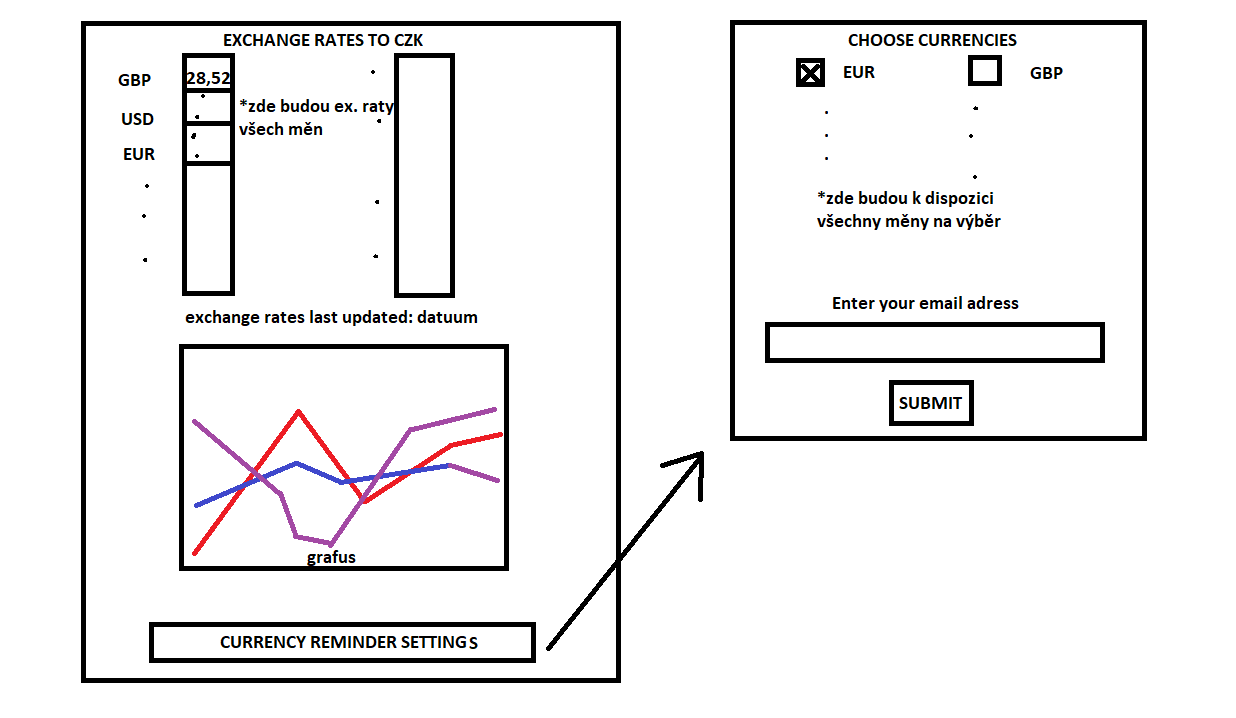 EXCHANGE RATES TO CZK
GBP 28,52
USD
EUR
*zde budou ex. raty
všech měn
exchange rates last updated: datuum
grafus
CURRENCY REMINDER SETTINGS
CHOOSE CURRENCIES
EUR GBP
*zde budou k dispozici
všechny měny na výběr
Enter your email adress
SUBMIT